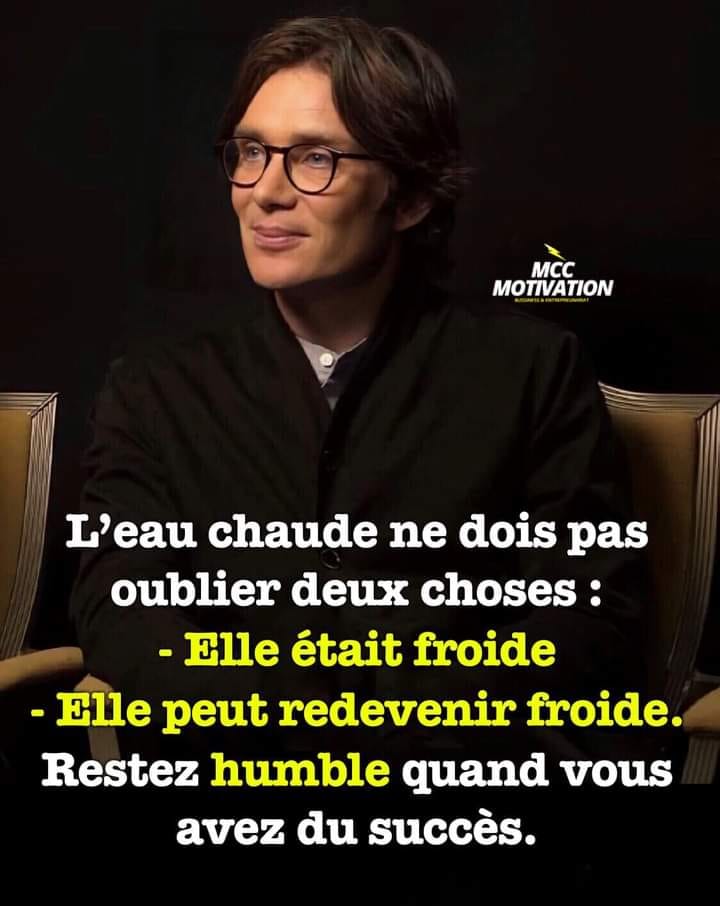 MCC
MOTIVATION
L’eau chaude ne dois pas
oublier deux choses :
- Elle était froide
- Elle peut redevenir froide.
Restez humble quand vous
avez du succès.